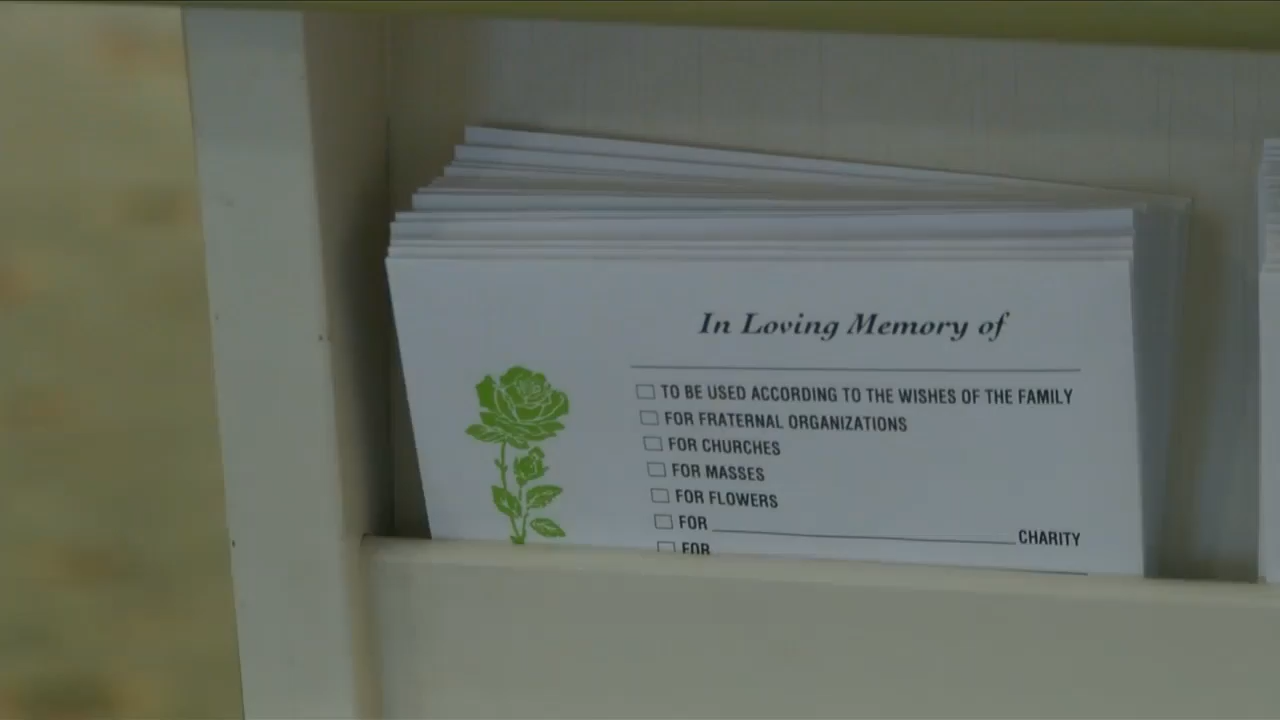 In Loving Memory of
TO BE USED ACCORDING TO THE WISHES OF THE FAMILY
FOR FRATERNAL ORGANIZATIONS
FOR CHURCHES
FOR MASSES
FOR FLOWERS
FOR ____________ CHARITY
FOR